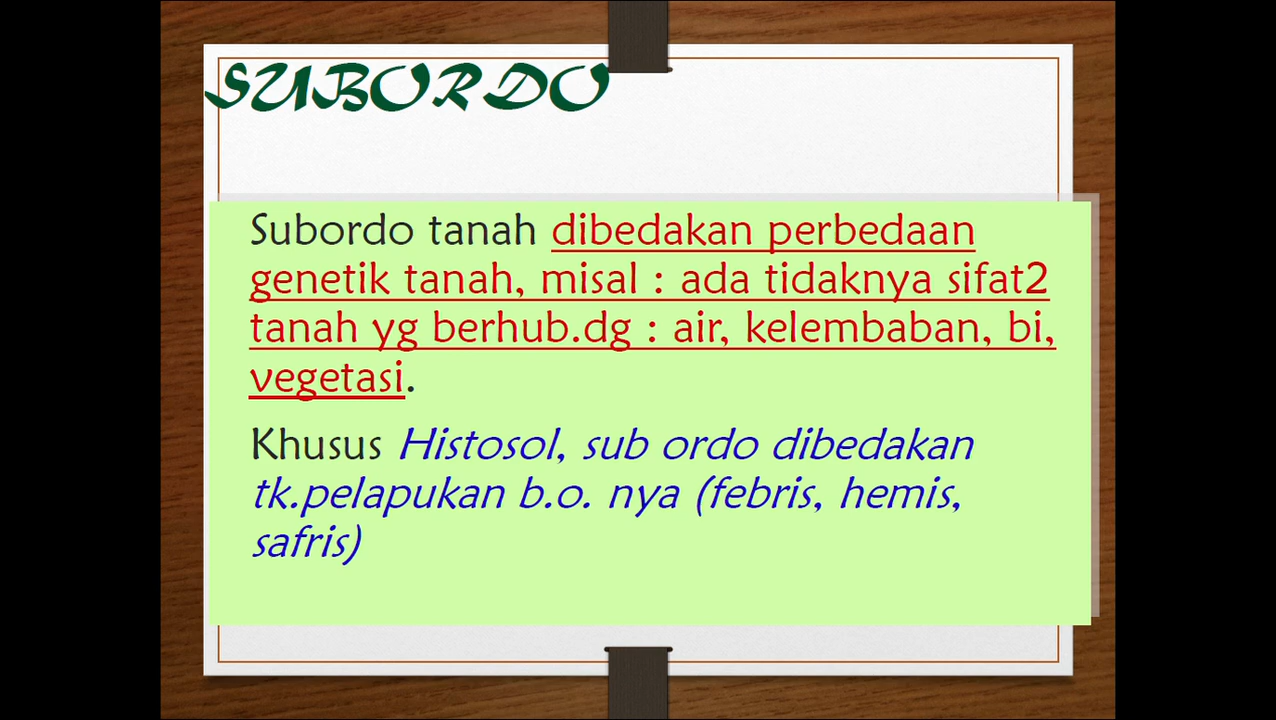 SUBORDO
Subordo tanah dibedakan perbedaan
genetik tanah, misal : ada tidaknya sifat2
tanah yg berhub.dg : air, kelembaban, bi,
vegetasi.
Khusus Histosol, sub ordo dibedakan
tk.pelapukan b.o. nya (febris, hemis,
safris)